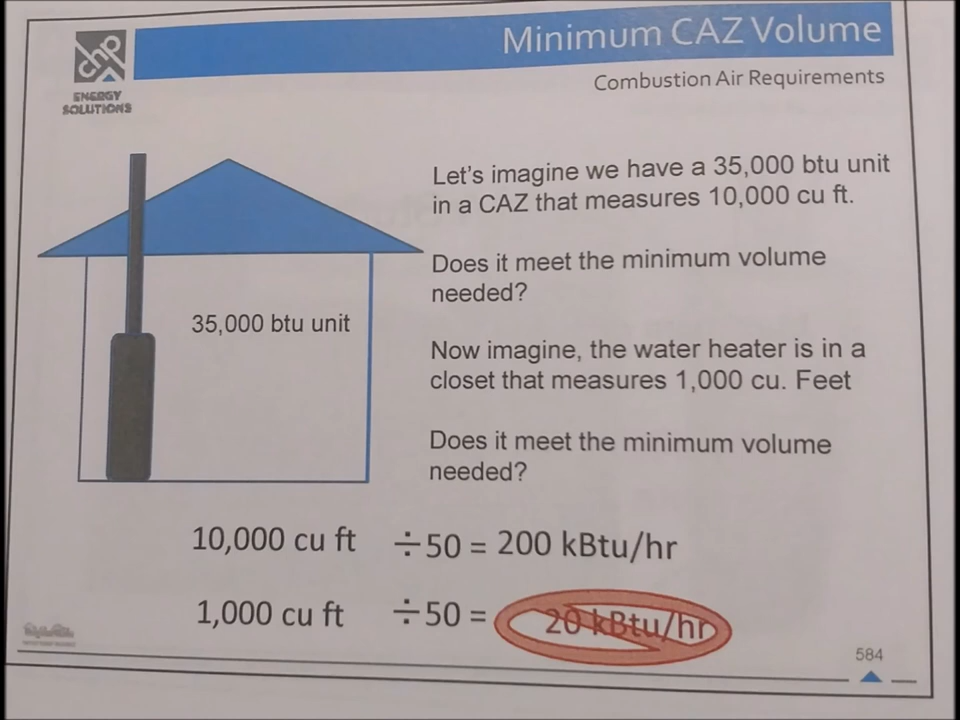 Minimum CAZ Volume
Combustion Air Requirements
chp
ENERGY
SOLUTIONS
Let's imagine we have a 35,000 btu unit
in a CAZ that measures 10,000 cu ft.
Does it meet the minimum volume
needed?
35,000 btu unit
Now imagine, the water heater is in a
closet that measures 1,000 cu. Feet
Does it meet the minimum volume
needed?
10,000 cu ft ÷50 = 200 kBtu/hr
1,000 cu ft ÷50 = 20 kBtu/hr
584